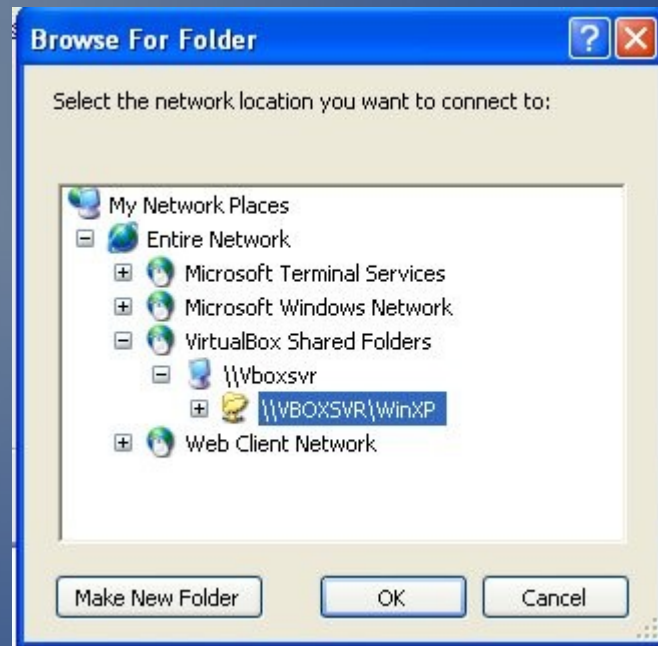 Browse For Folder
Select the network location you want to connect to:
My Network Places
Entire Network
Microsoft Terminal Services
Microsoft Windows Network
VirtualBox Shared Folders
\\Vboxsvr
\\VBOXSVR\WinXP
Web Client Network
Make New Folder OK Cancel